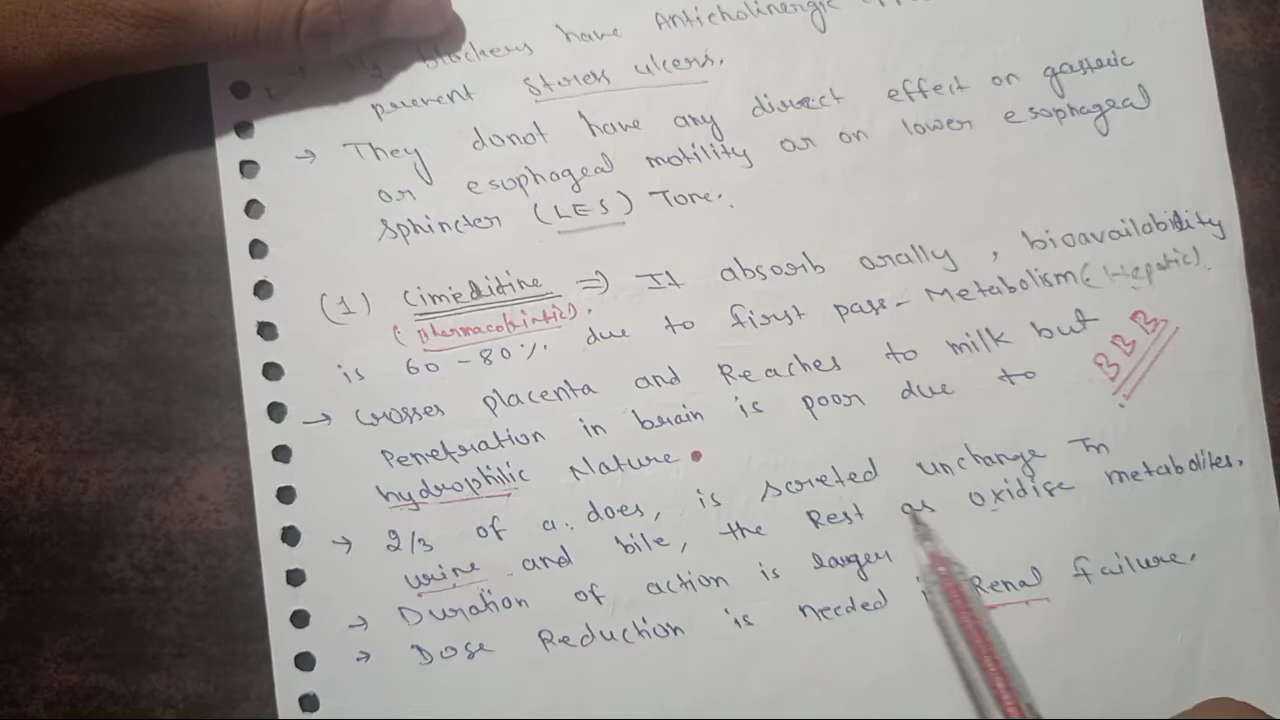 blockers have Anticholinergic
prevent Stress ulcers.
→ They donot have any direct effect on gastric
or esophageal motility or on lower esophageal
Sphincter (LES) Tone.
(1) Cimeditine => It absorb orally, bioavailability
(pharmacokintic).
is 60-80% due to first pass-Metabolism (Hepatic).
→ Crosses placenta and Reaches to milk but
Penetration in brain is poor due to
BBB
hydrophilic Nature.
→ 2/3 of a does, is screted unchange In
urine and bile, the Rest as oxidise metabolites.
→ Duration of action is larger
→ Dose Reduction is needed Renal failure.